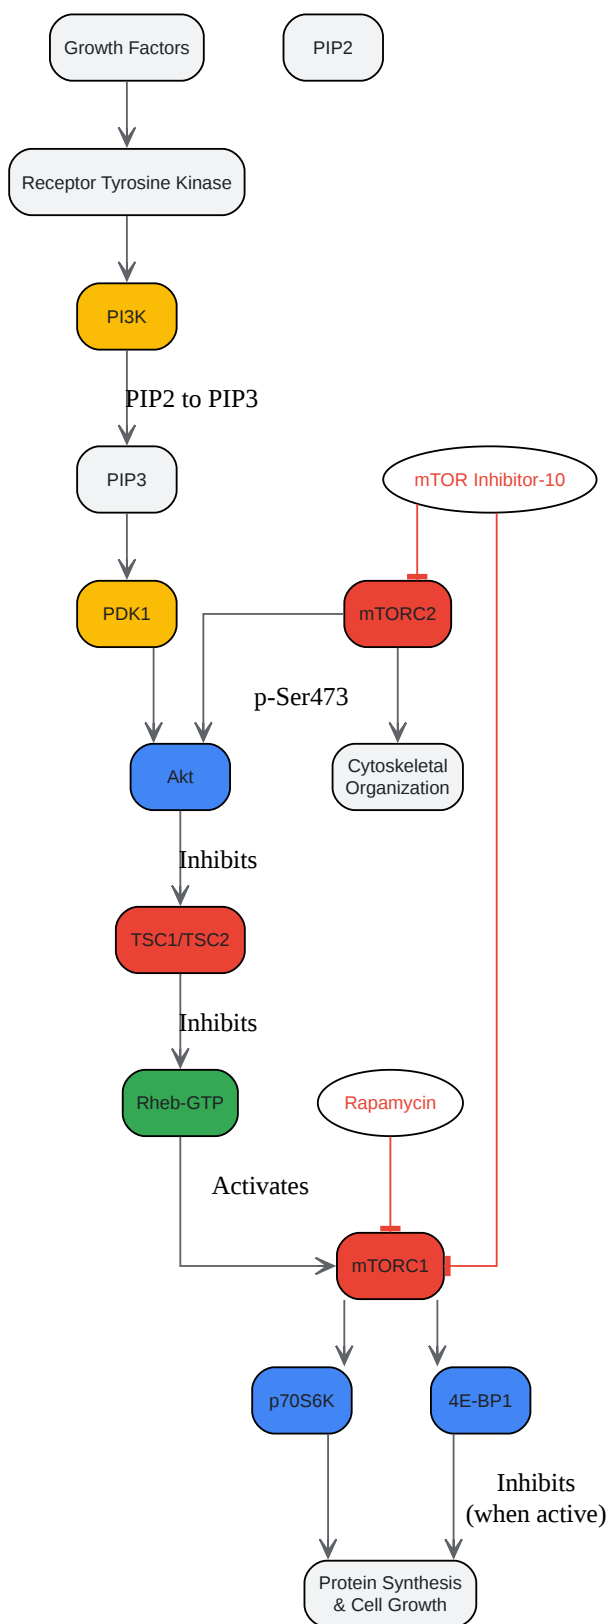 Growth Factors
PIP2
Receptor Tyrosine Kinase
PI3K
PIP2 to PIP3
PIP3
mTOR Inhibitor-10
PDK1
mTORC2
p-Ser473
Akt
Cytoskeletal
Organization
Inhibits
TSC1/TSC2
Inhibits
Rheb-GTP
Rapamycin
Activates
mTORC1
p70S6K
4E-BP1
Inhibits
(when active)
Protein Synthesis
& Cell Growth